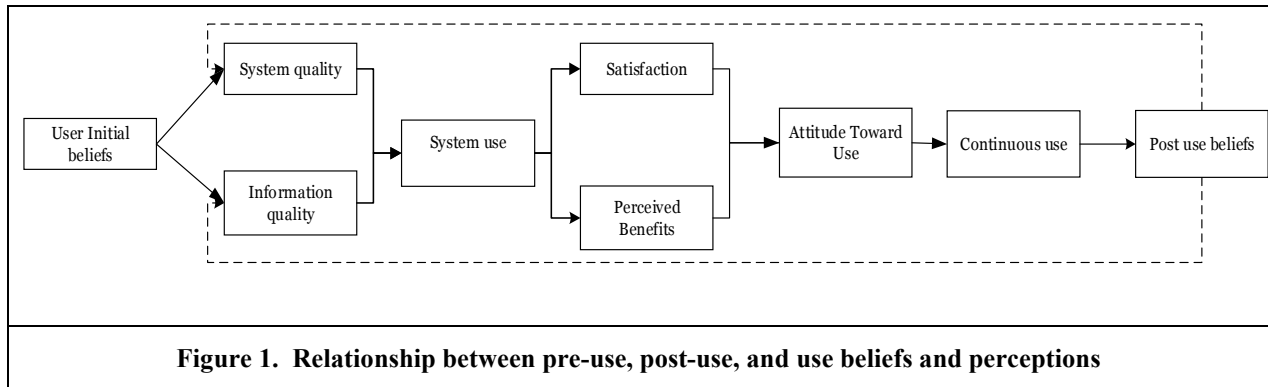 System quality
Satisfaction
User Initial
beliefs
System use
Attitude Toward
Use
Continuous use
Post use beliefs
Information
quality
Perceived
Benefits
Figure 1. Relationship between pre-use, post-use, and use beliefs and perceptions